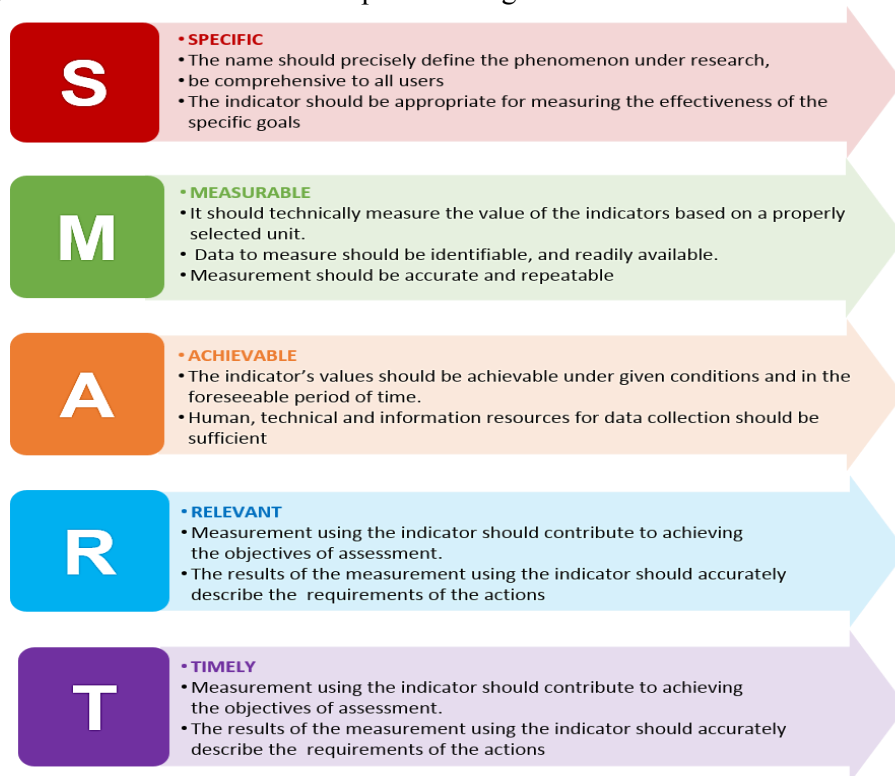 S
• SPECIFIC
• The name should precisely define the phenomenon under research,
• be comprehensive to all users
• The indicator should be appropriate for measuring the effectiveness of the
specific goals
M
• MEASURABLE
• It should technically measure the value of the indicators based on a properly
selected unit.
• Data to measure should be identifiable, and readily available.
• Measurement should be accurate and repeatable
A
• ACHIEVABLE
• The indicator’s values should be achievable under given conditions and in the
foreseeable period of time.
• Human, technical and information resources for data collection should be
sufficient
R
• RELEVANT
• Measurement using the indicator should contribute to achieving
the objectives of assessment.
• The results of the measurement using the indicator should accurately
describe the requirements of the actions
T
• TIMELY
• Measurement using the indicator should contribute to achieving
the objectives of assessment.
• The results of the measurement using the indicator should accurately
describe the requirements of the actions